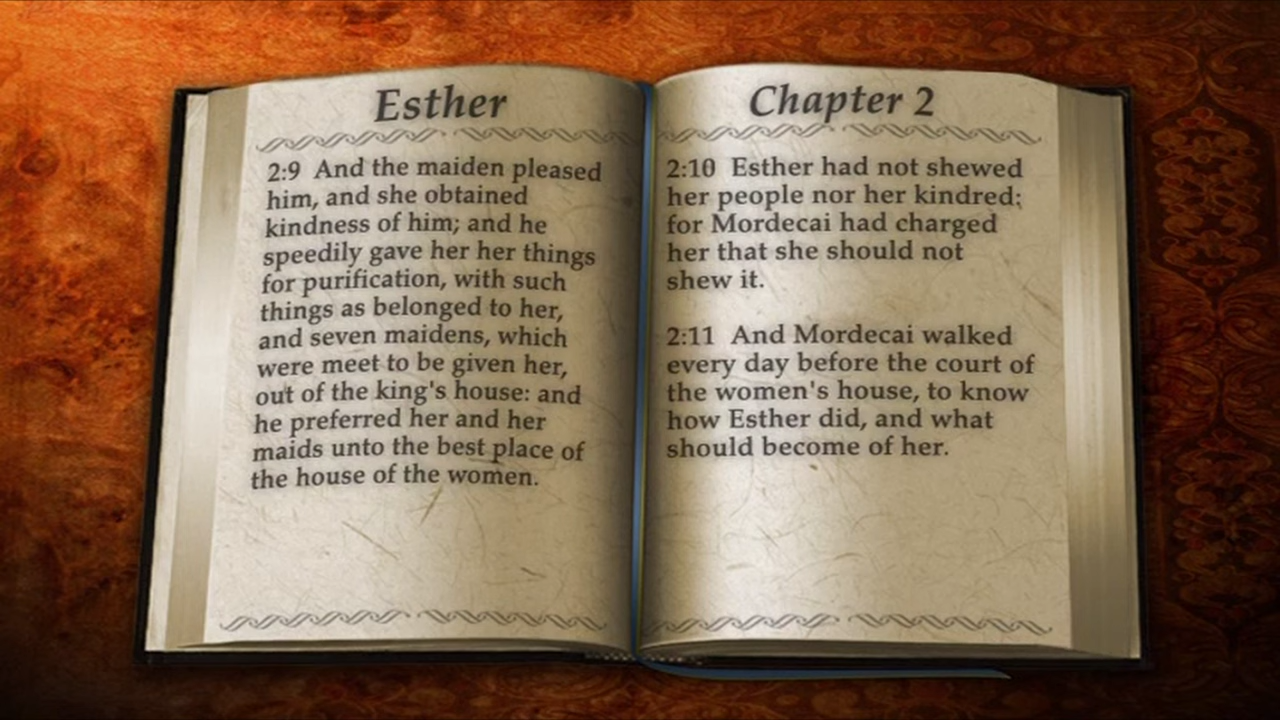 Esther
2:9 And the maiden pleased
him, and she obtained
kindness of him; and he
speedily gave her her things
for purification, with such
things as belonged to her,
and seven maidens, which
were meet to be given her,
out of the king's house: and
he preferred her and her
maids unto the best place of
the house of the women.
Chapter 2
2:10 Esther had not shewed
her people nor her kindred:
for Mordecai had charged
her that she should not
shew it.
2:11 And Mordecai walked
every day before the court of
the women's house, to know
how Esther did, and what
should become of her.